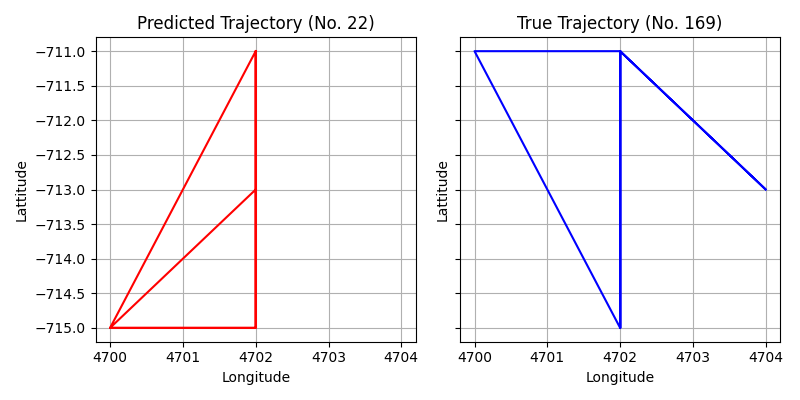 Predicted Trajectory (No. 22)
True Trajectory (No. 169)
Lattitude
−711.0
−711.5
−712.0
−712.5
−713.0
−713.5
−714.0
−714.5
−715.0
4700 4701 4702 4703 4704
Longitude
Lattitude
4700 4701 4702 4703 4704
Longitude